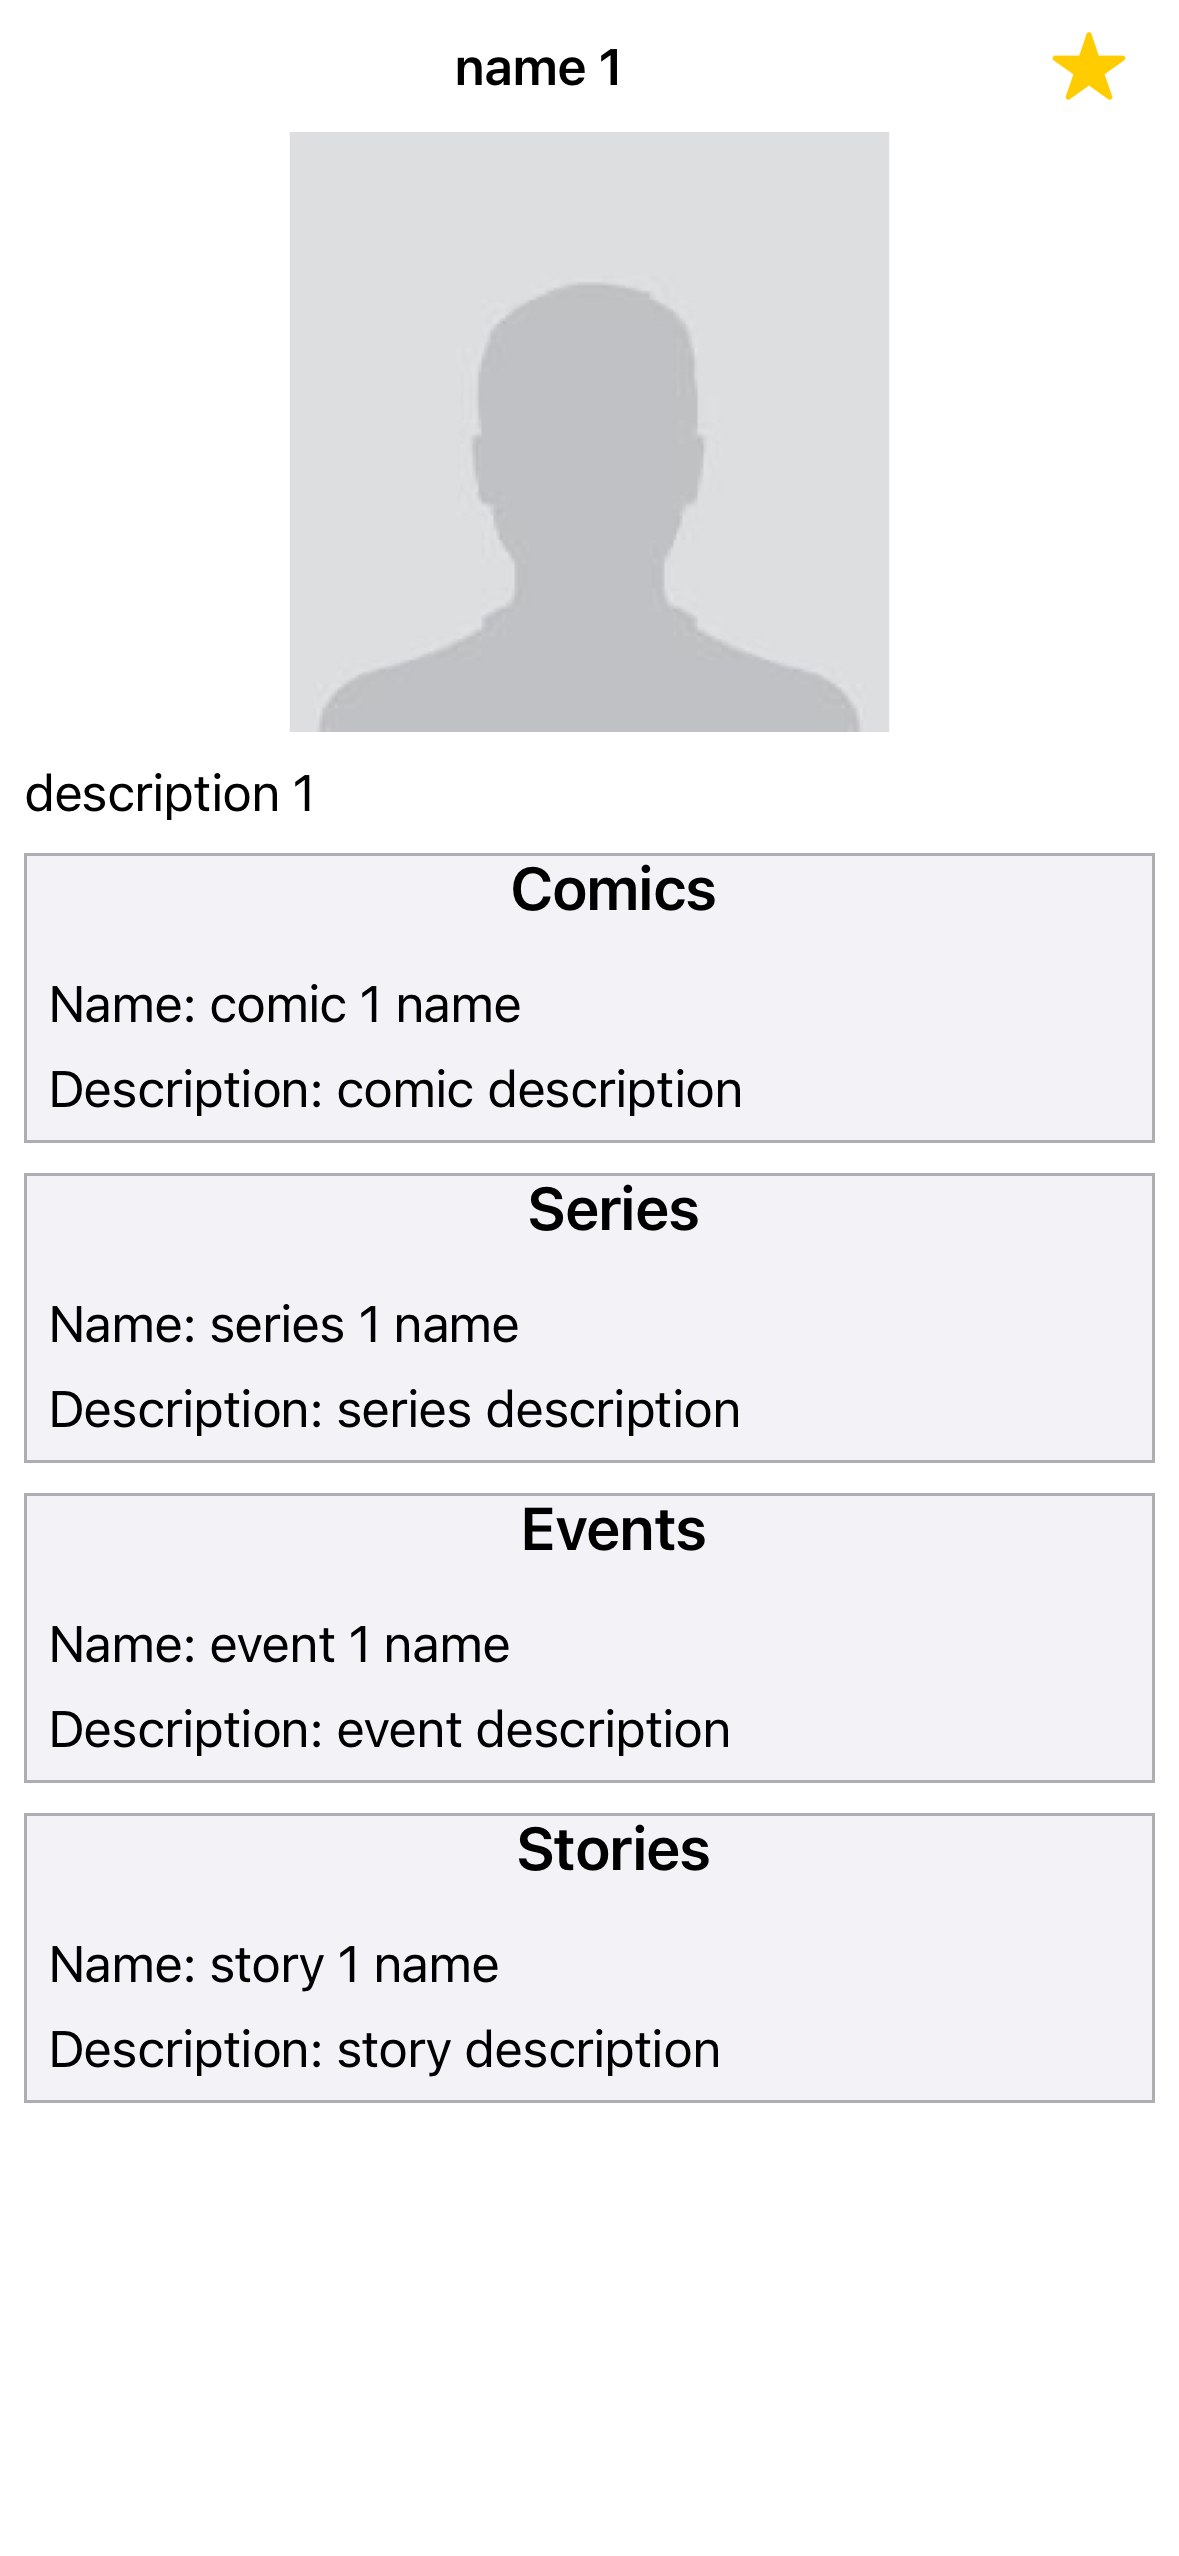 name 1
description 1
Comics
Name: comic 1 name
Description: comic description
Series
Name: series 1 name
Description: series description
Events
Name: event 1 name
Description: event description
Stories
Name: story 1 name
Description: story description